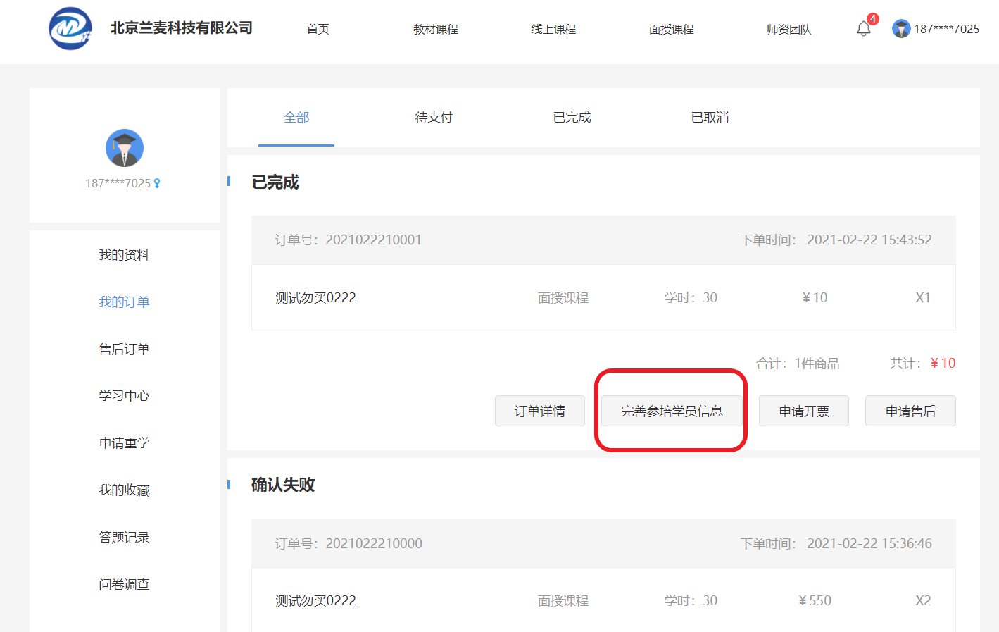 北京兰麦科技有限公司 首页 教材课程 线上课程 面授课程 师资团队 4 187****7025
187****7025
我的资料
我的订单
售后订单
学习中心
申请重学
我的收藏
答题记录
问卷调查
全部 待支付 已完成 已取消
已完成
订单号：2021022210001 下单时间： 2021-02-22 15:43:52
测试勿买0222 面授课程 学时：30 ¥10 X1
合计：1件商品 共计：¥10
订单详情 完善参培学员信息 申请开票 申请售后
确认失败
订单号：2021022210000 下单时间： 2021-02-22 15:36:46
测试勿买0222 面授课程 学时：30 ¥550 X2